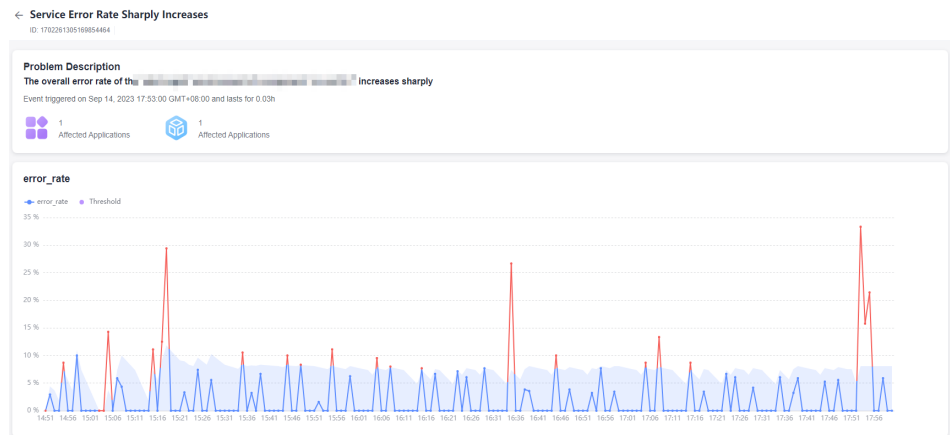 ← Service Error Rate Sharply Increases
ID: 1702261305169854464
Problem Description
The overall error rate of th increases sharply
Event triggered on Sep 14, 2023 17:53:00 GMT+08:00 and lasts for 0.03h
1
Affected Applications
1
Affected Applications
error_rate
error_rate Threshold
35 %
30 %
25 %
20 %
15 %
10 %
5 %
0 %
14:51 14:56 15:01 15:06 15:11 15:16 15:21 15:26 15:31 15:36 15:41 15:46 15:51 15:56 16:01 16:06 16:11 16:16 16:21 16:26 16:31 16:36 16:41 16:46 16:51 16:56 17:01 17:06 17:11 17:16 17:21 17:26 17:31 17:36 17:41 17:46 17:51 17:56